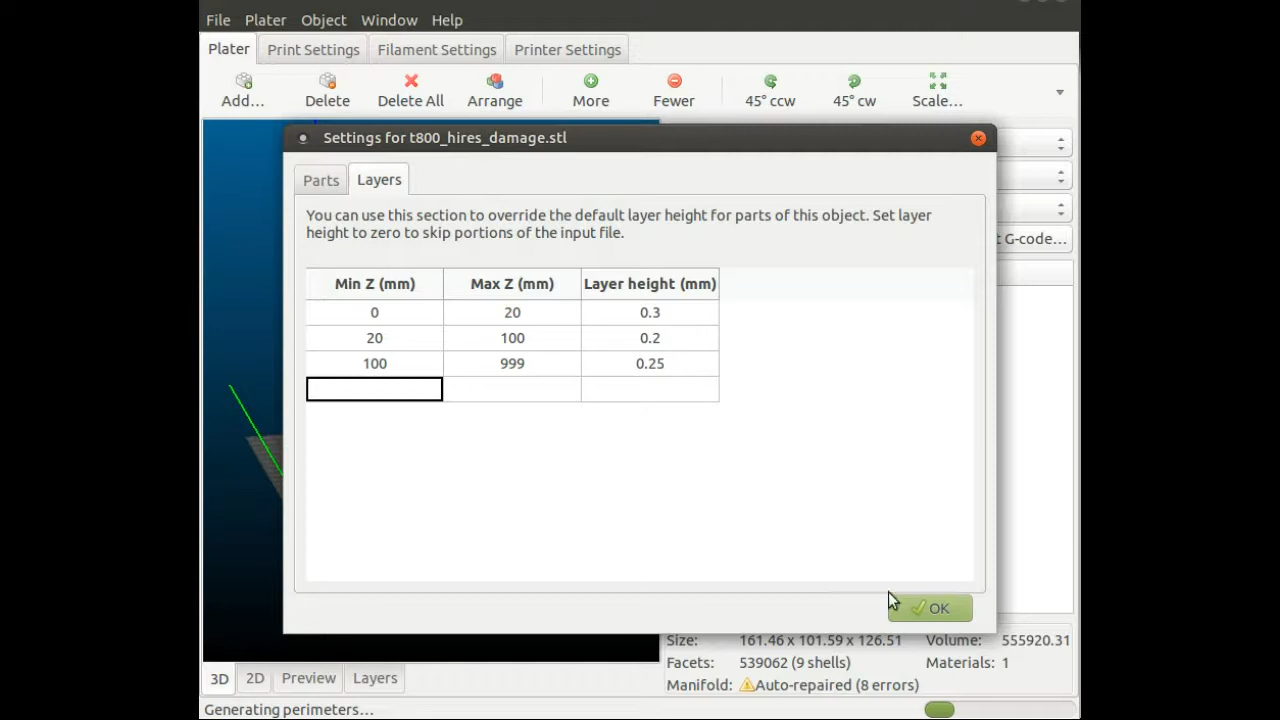 File Plater Object Window Help
Plater Print Settings Filament Settings Printer Settings
Add... Delete Delete All Arrange More Fewer 45° ccw 45° cw Scale...
Settings for t800_hires_damage.stl
Parts Layers
You can use this section to override the default layer height for parts of this object. Set layer
height to zero to skip portions of the input file.
G-code...
Min Z (mm) Max Z (mm) Layer height (mm)
0 20 0.3
20 100 0.2
100 999 0.25
OK
Size: 161.46 x 101.59 x 126.51 Volume: 555920.31
Facets: 539062 (9 shells) Materials: 1
Manifold: Auto-repaired (8 errors)
3D 2D Preview Layers
Generating perimeters...